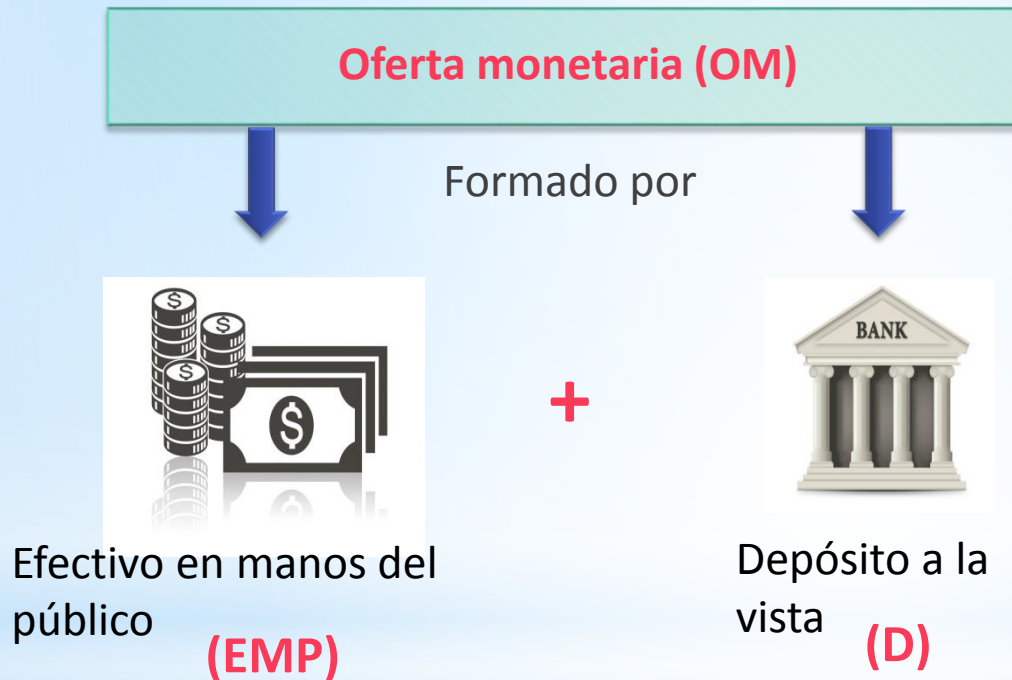 Oferta monetaria (OM)
Formado por
$
$
$
$
BANK
+
Efectivo en manos del
público
(EMP)
Depósito a la
vista
(D)